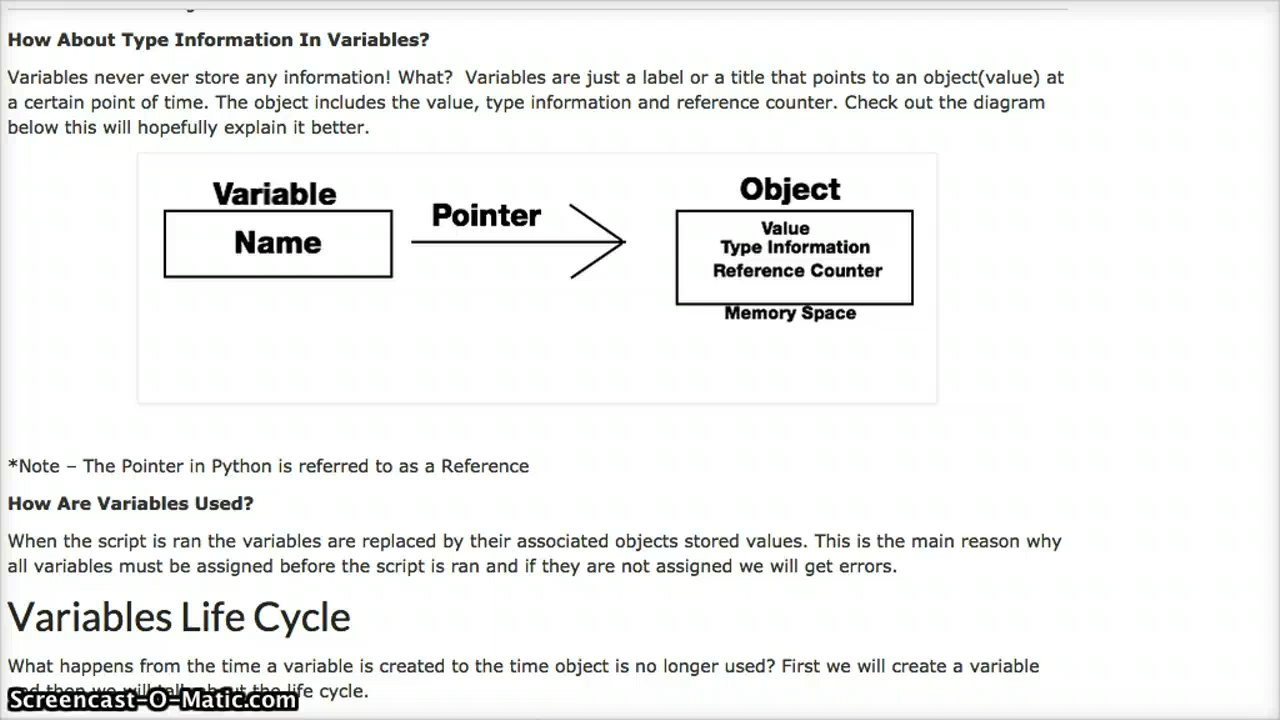 How About Type Information In Variables?
Variables never ever store any information! What?  Variables are just a label or a title that points to an object(value) at
a certain point of time. The object includes the value, type information and reference counter. Check out the diagram
below this will hopefully explain it better.
Variable
Name
Pointer
Object
Value
Type Information
Reference Counter
Memory Space
*Note – The Pointer in Python is referred to as a Reference
How Are Variables Used?
When the script is ran the variables are replaced by their associated objects stored values. This is the main reason why
all variables must be assigned before the script is ran and if they are not assigned we will get errors.
Variables Life Cycle
What happens from the time a variable is created to the time object is no longer used? First we will create a variable
and then we will talk about the life cycle.
Screencast-O-Matic.com